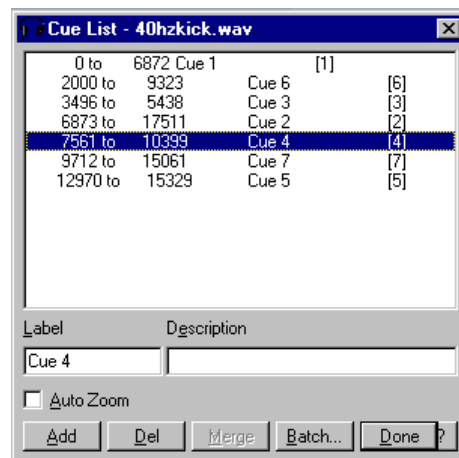 Cue List - 40hzkick.wav
0 to 6872 Cue 1 [1]
2000 to 9323 Cue 6 [6]
3496 to 5438 Cue 3 [3]
6873 to 17511 Cue 2 [2]
7561 to 10399 Cue 4 [4]
9712 to 15061 Cue 7 [7]
12970 to 15329 Cue 5 [5]
Label Description
Cue 4
Auto Zoom
Add Del Merge Batch... Done ?